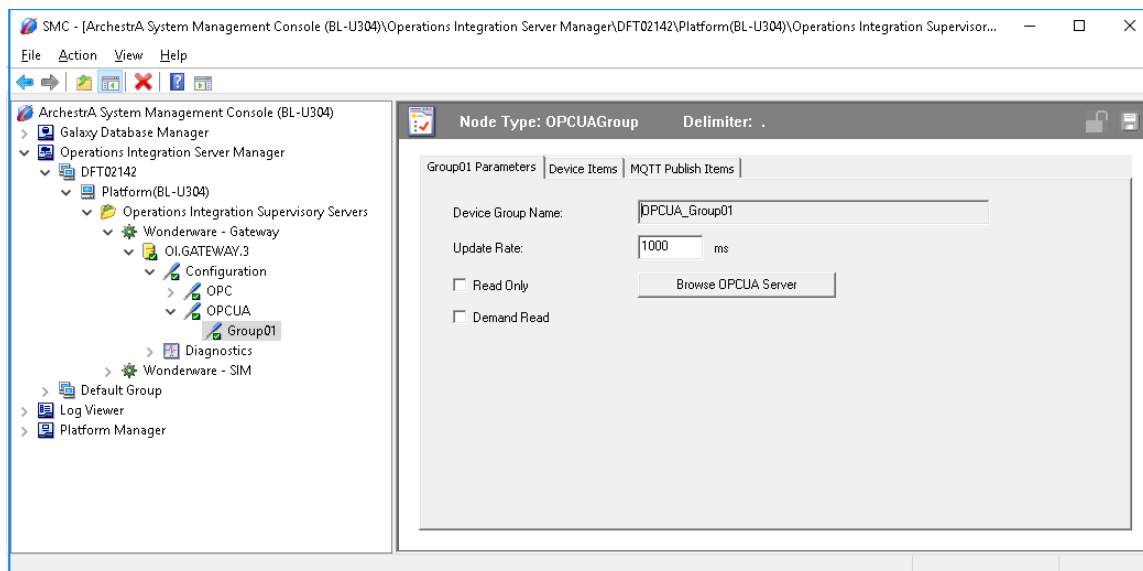 SMC - [ArchestrA System Management Console (BL-U304)\Operations Integration Server Manager\DFT02142\Platform(BL-U304)\Operations Integration Supervisor...
File Action View Help
ArchestrA System Management Console (BL-U304)
Galaxy Database Manager
Operations Integration Server Manager
DFT02142
Platform(BL-U304)
Operations Integration Supervisory Servers
Wonderware - Gateway
OI.GATEWAY.3
Configuration
OPC
OPCUA
Group01
Diagnostics
Wonderware - SIM
Default Group
Log Viewer
Platform Manager
Node Type: OPCUAGroup Delimiter: .
Group01 Parameters Device Items MQTT Publish Items
Device Group Name: OPCUA_Group01
Update Rate: 1000 ms
Read Only Browse OPCUA Server
Demand Read